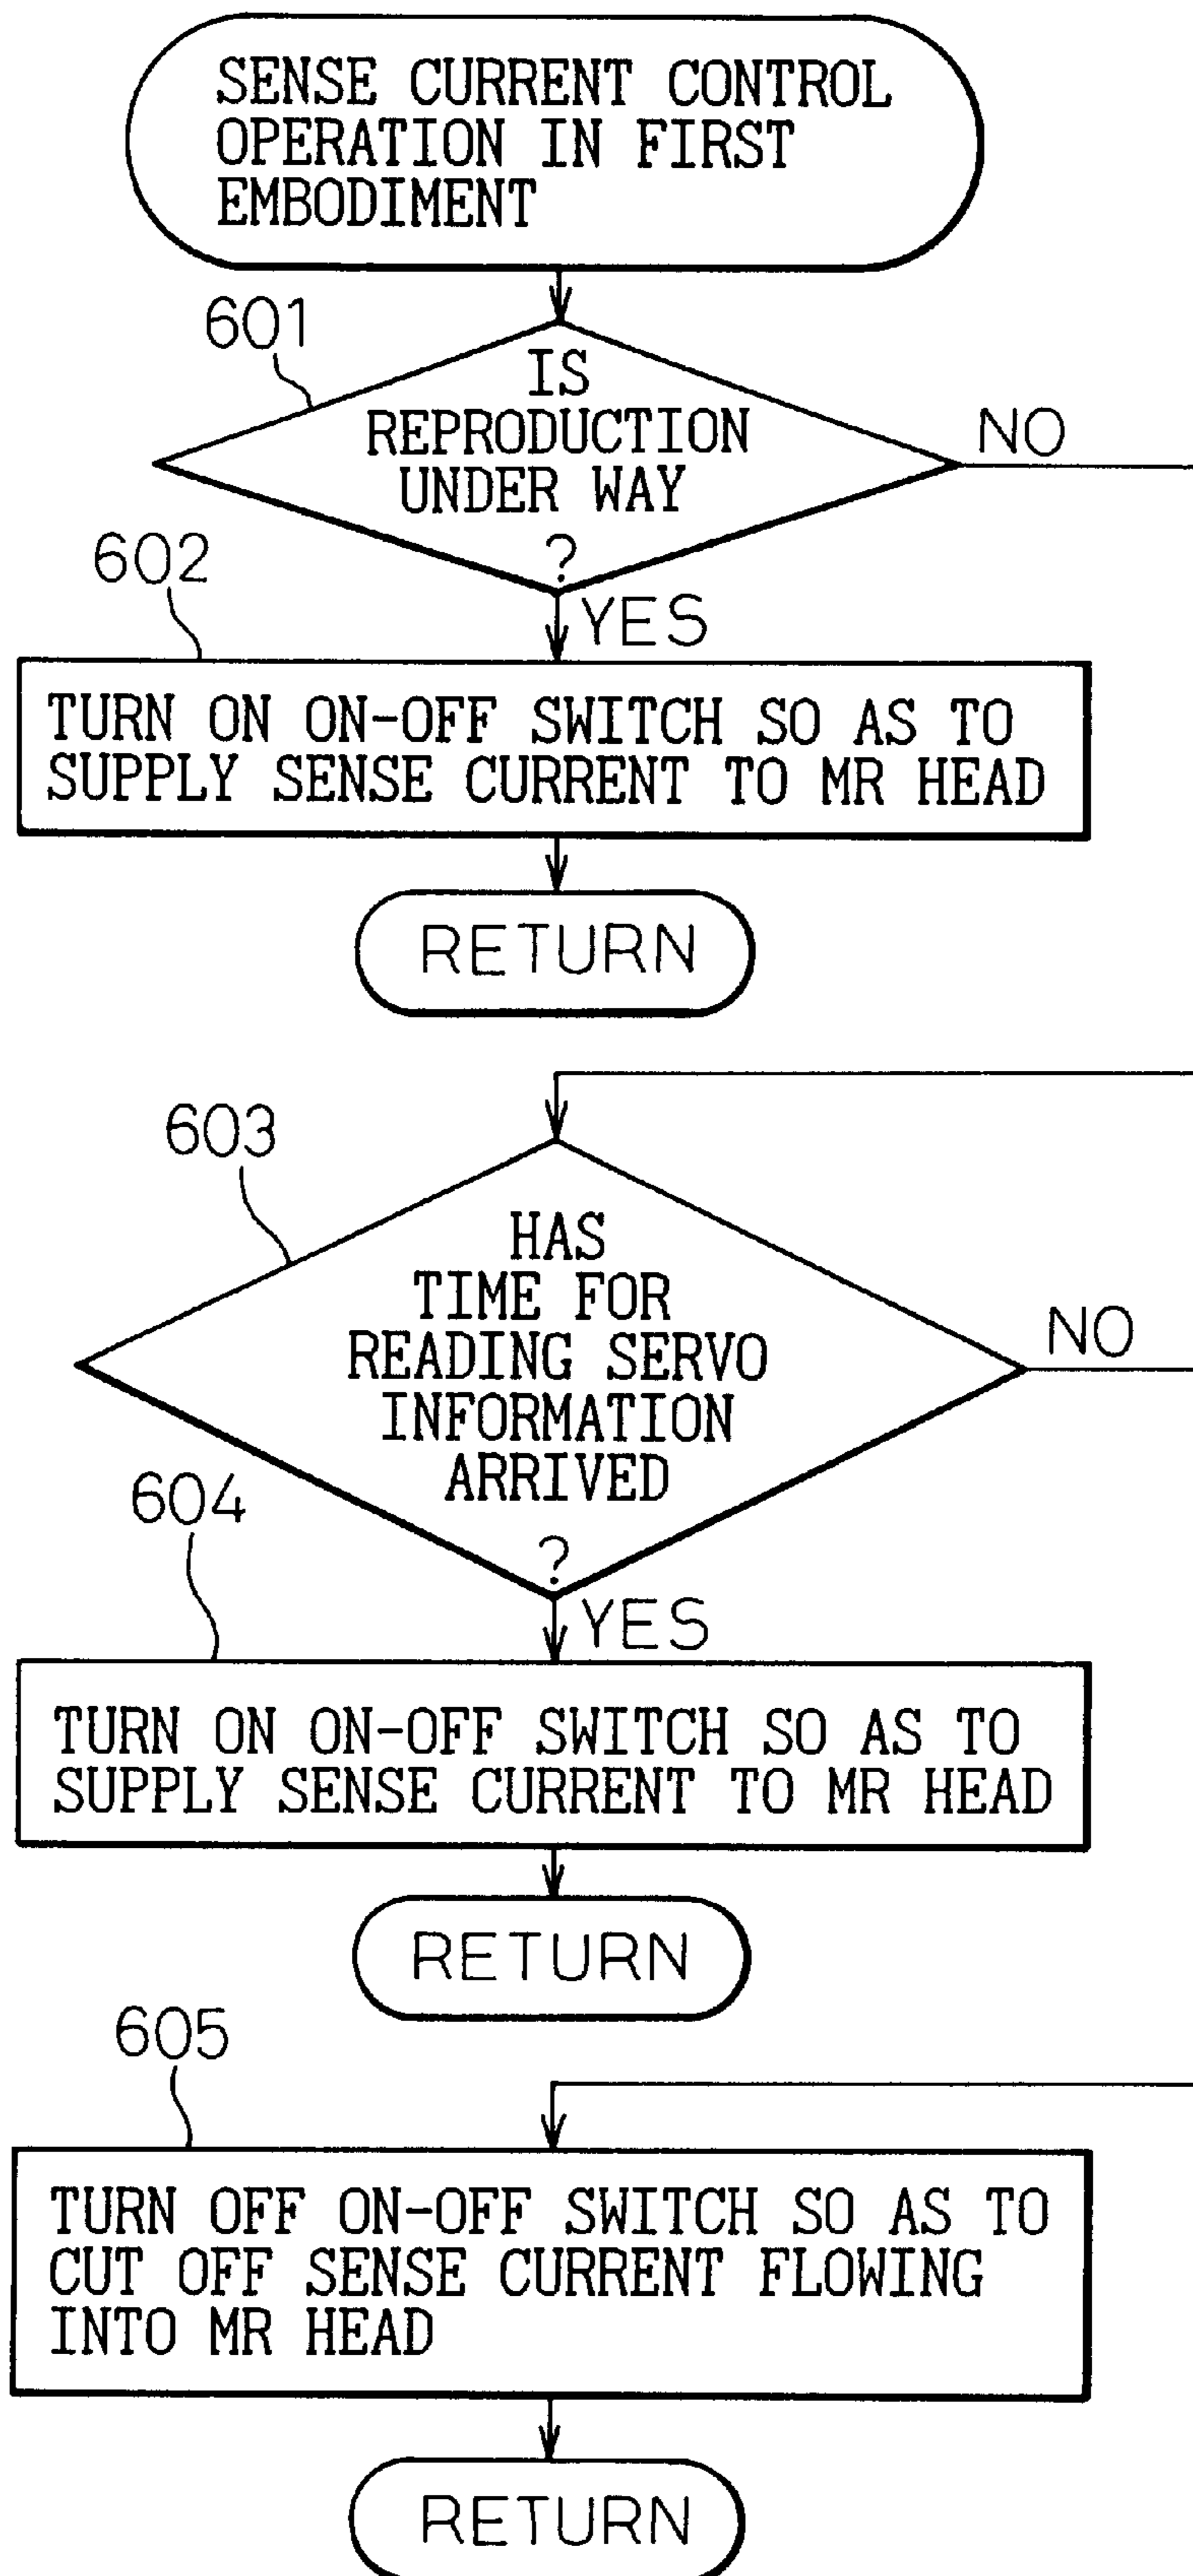 SENSE CURRENT CONTROL
OPERATION IN FIRST
EMBODIMENT
601
IS
REPRODUCTION
UNDER WAY
?
NO
YES
602
TURN ON ON-OFF SWITCH SO AS TO
SUPPLY SENSE CURRENT TO MR HEAD
RETURN
603
HAS
TIME FOR
READING SERVO
INFORMATION
ARRIVED
?
NO
YES
604
TURN ON ON-OFF SWITCH SO AS TO
SUPPLY SENSE CURRENT TO MR HEAD
RETURN
605
TURN OFF ON-OFF SWITCH SO AS TO
CUT OFF SENSE CURRENT FLOWING
INTO MR HEAD
RETURN